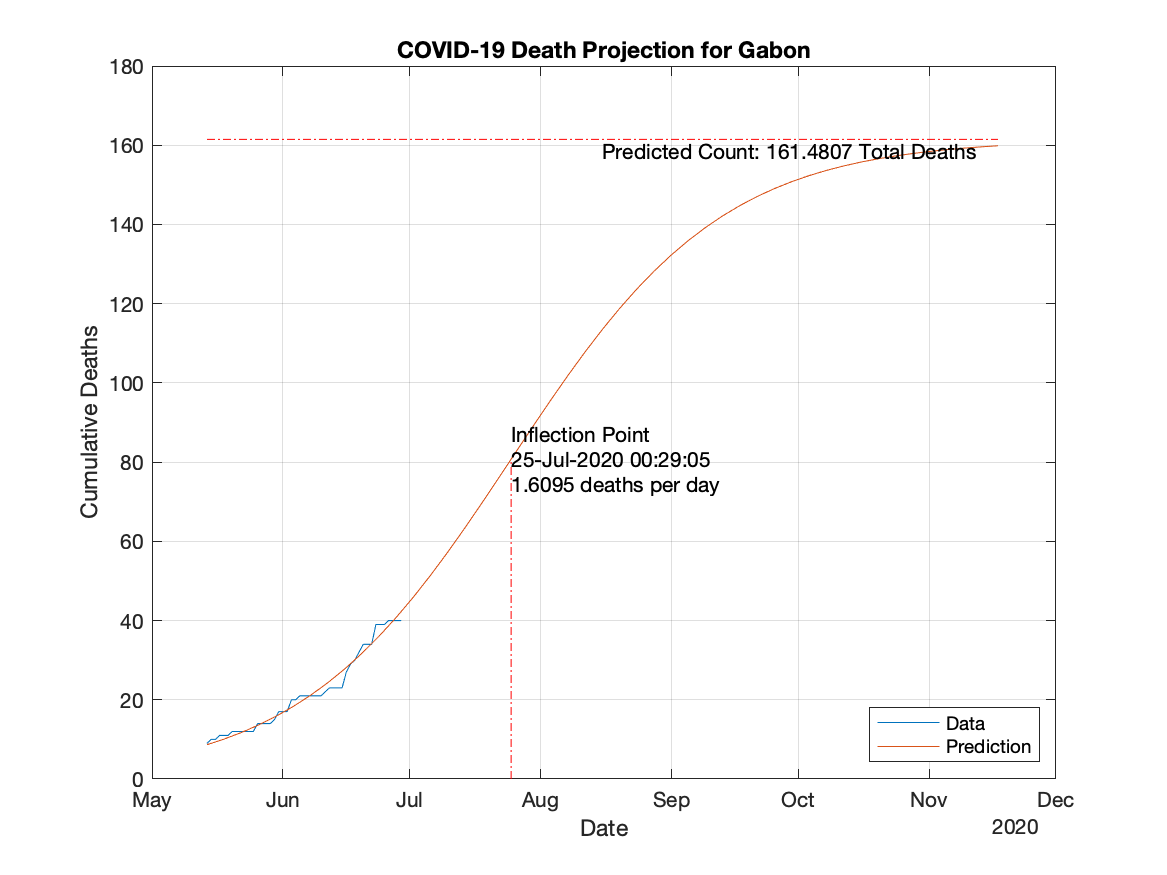 COVID-19 Death Projection for Gabon
180
160
140
120
100
80
60
40
20
0
Cumulative Deaths
Predicted Count: 161.4807 Total Deaths
Inflection Point
25-Jul-2020 00:29:05
1.6095 deaths per day
Data
Prediction
May Jun Jul Aug Sep Oct Nov Dec
Date
2020